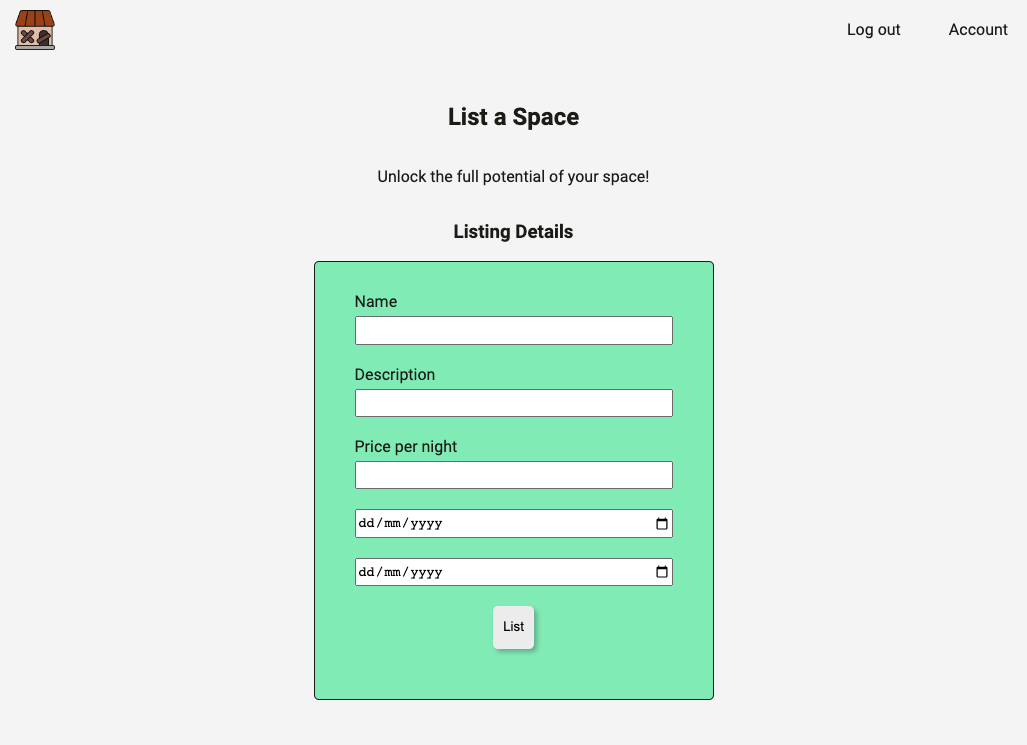 Log out Account
List a Space
Unlock the full potential of your space!
Listing Details
Name
Description
Price per night
dd/mm/yyyy
dd/mm/yyyy
List